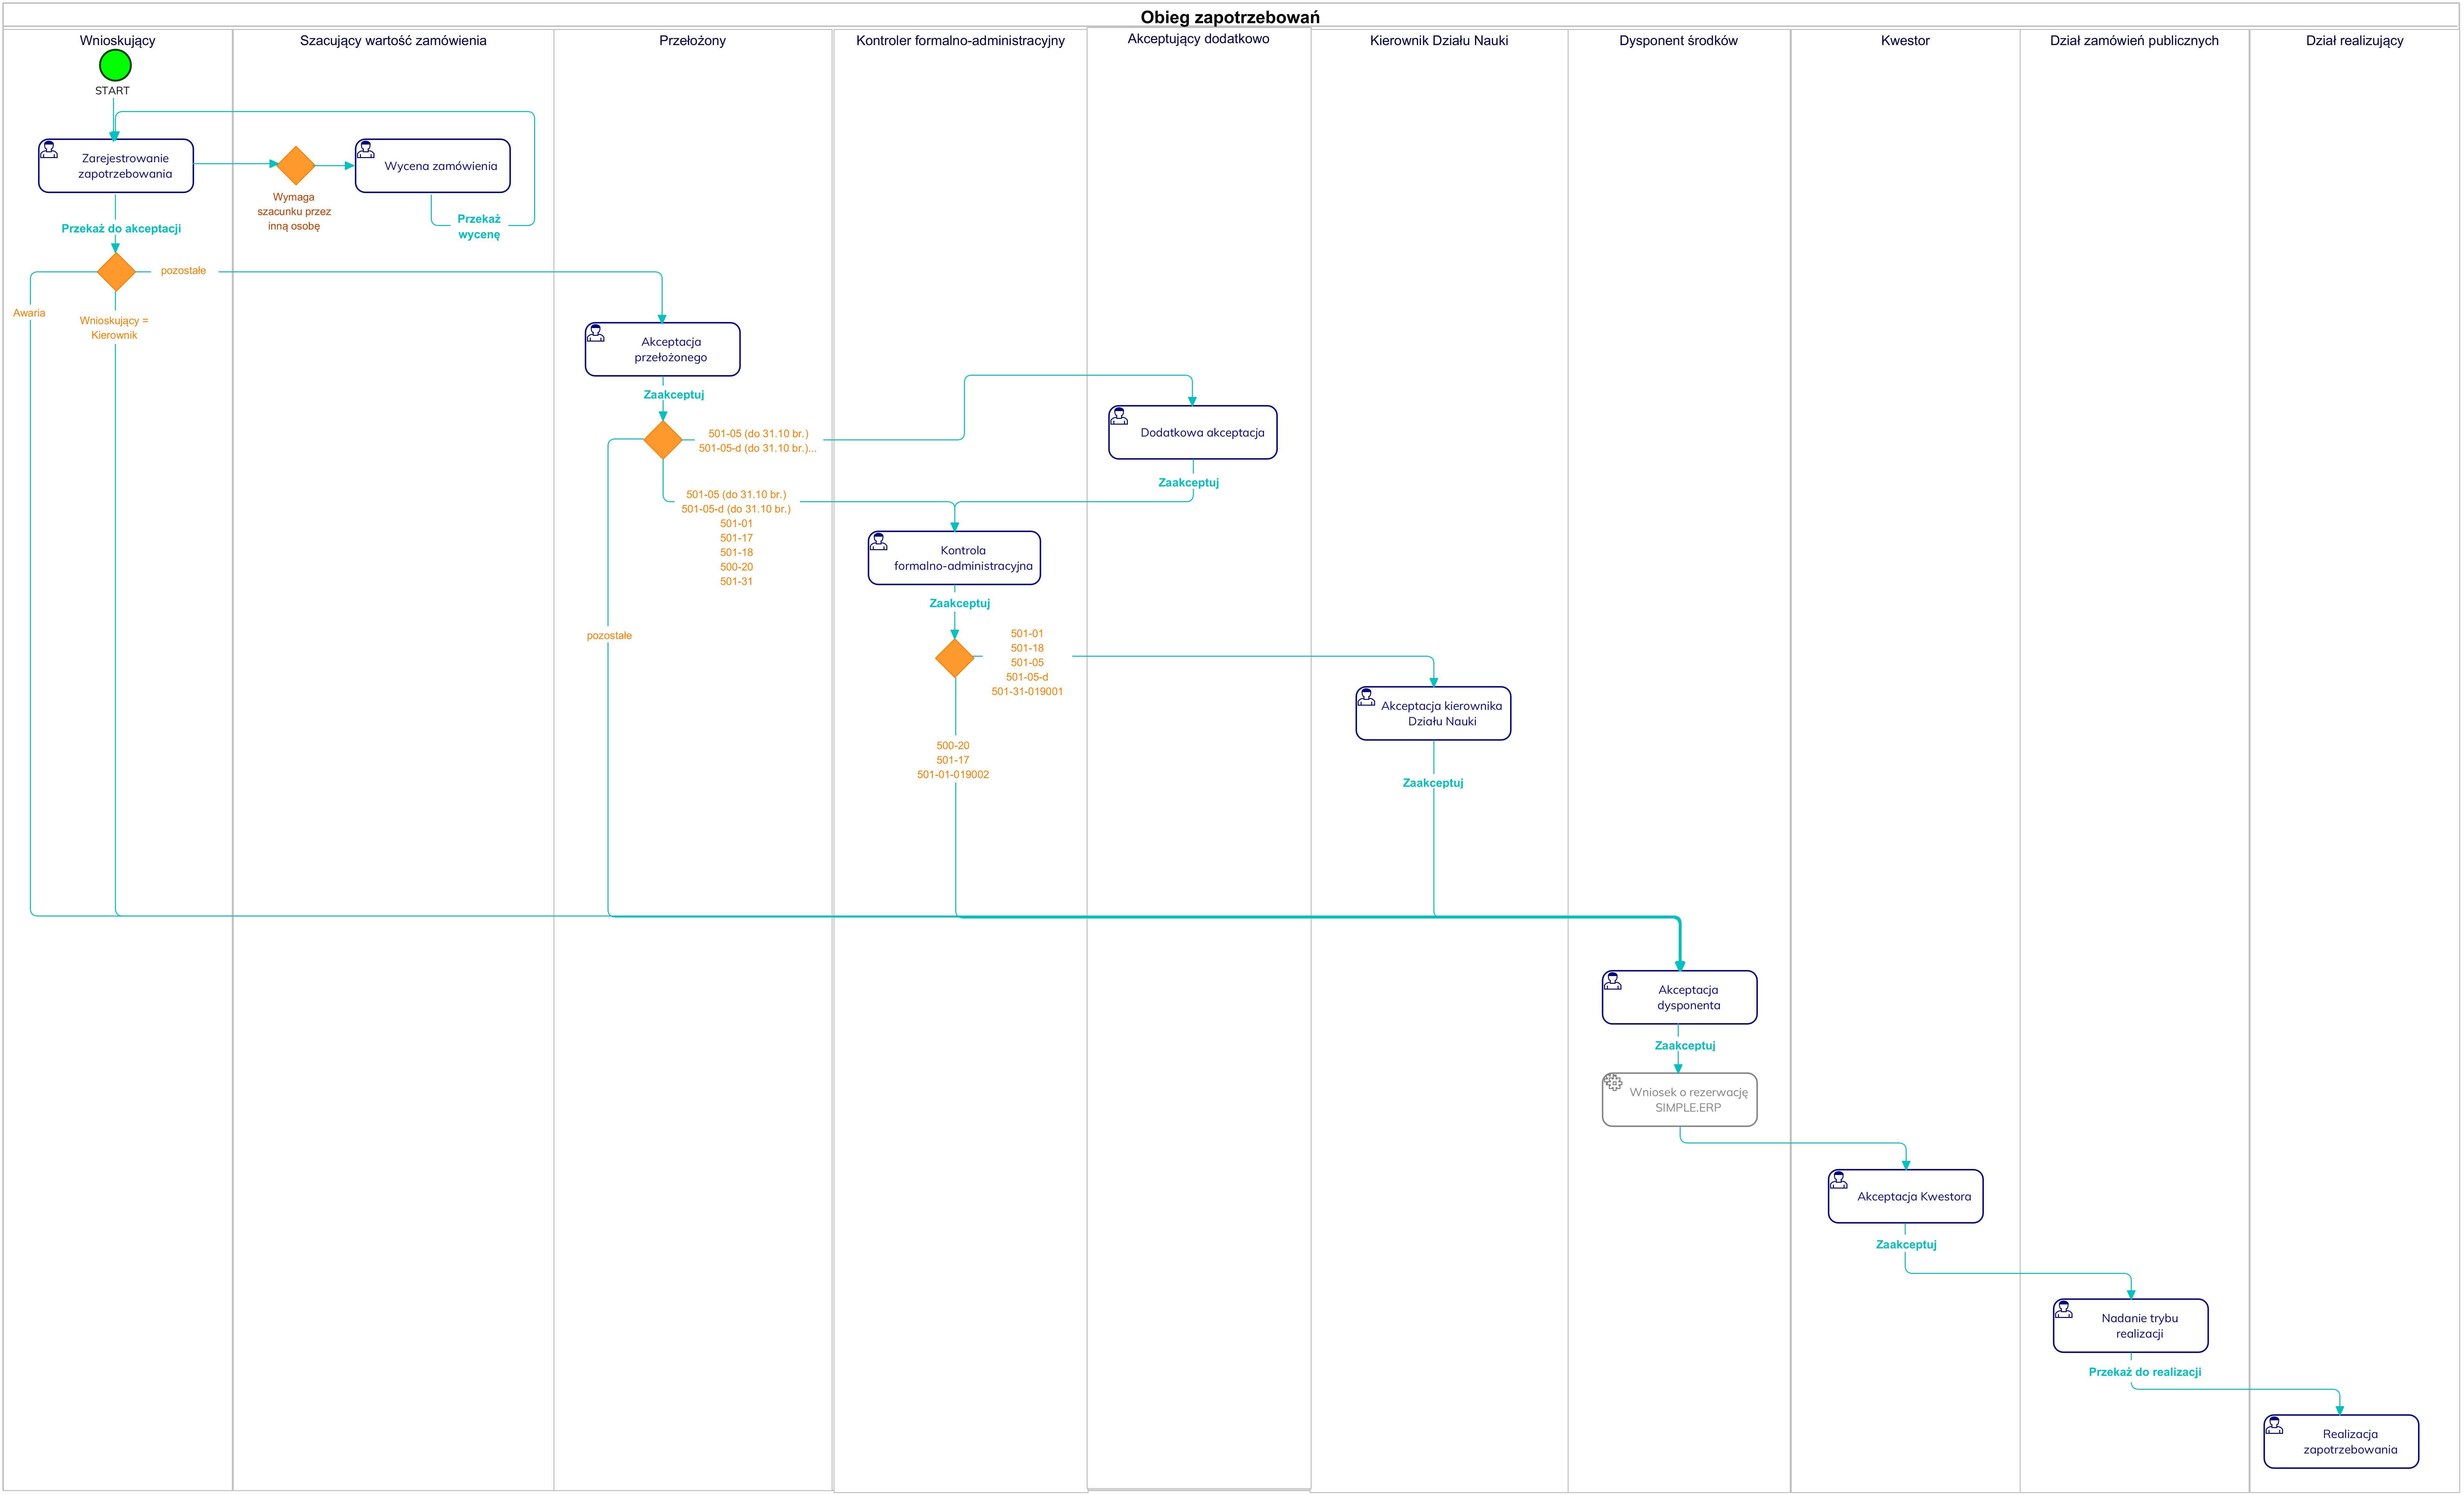 Obieg zapotrzebowań
Wnioskujący
Szacujący wartość zamówienia
Przełożony
Kontroler formalno-administracyjny
Akceptujący dodatkowo
Kierownik Działu Nauki
Dysponent środków
Kwestor
Dział zamówień publicznych
Dział realizujący
START
Zarejestrowanie
zapotrzebowania
Wymaga
szacunku przez
inną osobę
Wycena zamówienia
Przekaż
wycenę
Przekaż do akceptacji
pozostałe
Awaria
Wnioskujący =
Kierownik
Akceptacja
przełożonego
Zaakceptuj
501-05 (do 31.10 br.)
501-05-d (do 31.10 br.)...
Dodatkowa akceptacja
Zaakceptuj
501-05 (do 31.10 br.)
501-05-d (do 31.10 br.)
501-01
501-17
501-18
500-20
501-31
pozostałe
Kontrola
formalno-administracyjna
Zaakceptuj
501-01
501-18
501-05
501-05-d
501-31-019001
500-20
501-17
501-01-019002
Akceptacja kierownika
Działu Nauki
Zaakceptuj
Akceptacja
dysponenta
Zaakceptuj
Wniosek o rezerwację
SIMPLE.ERP
Akceptacja Kwestora
Zaakceptuj
Nadanie trybu
realizacji
Przekaż do realizacji
Realizacja
zapotrzebowania